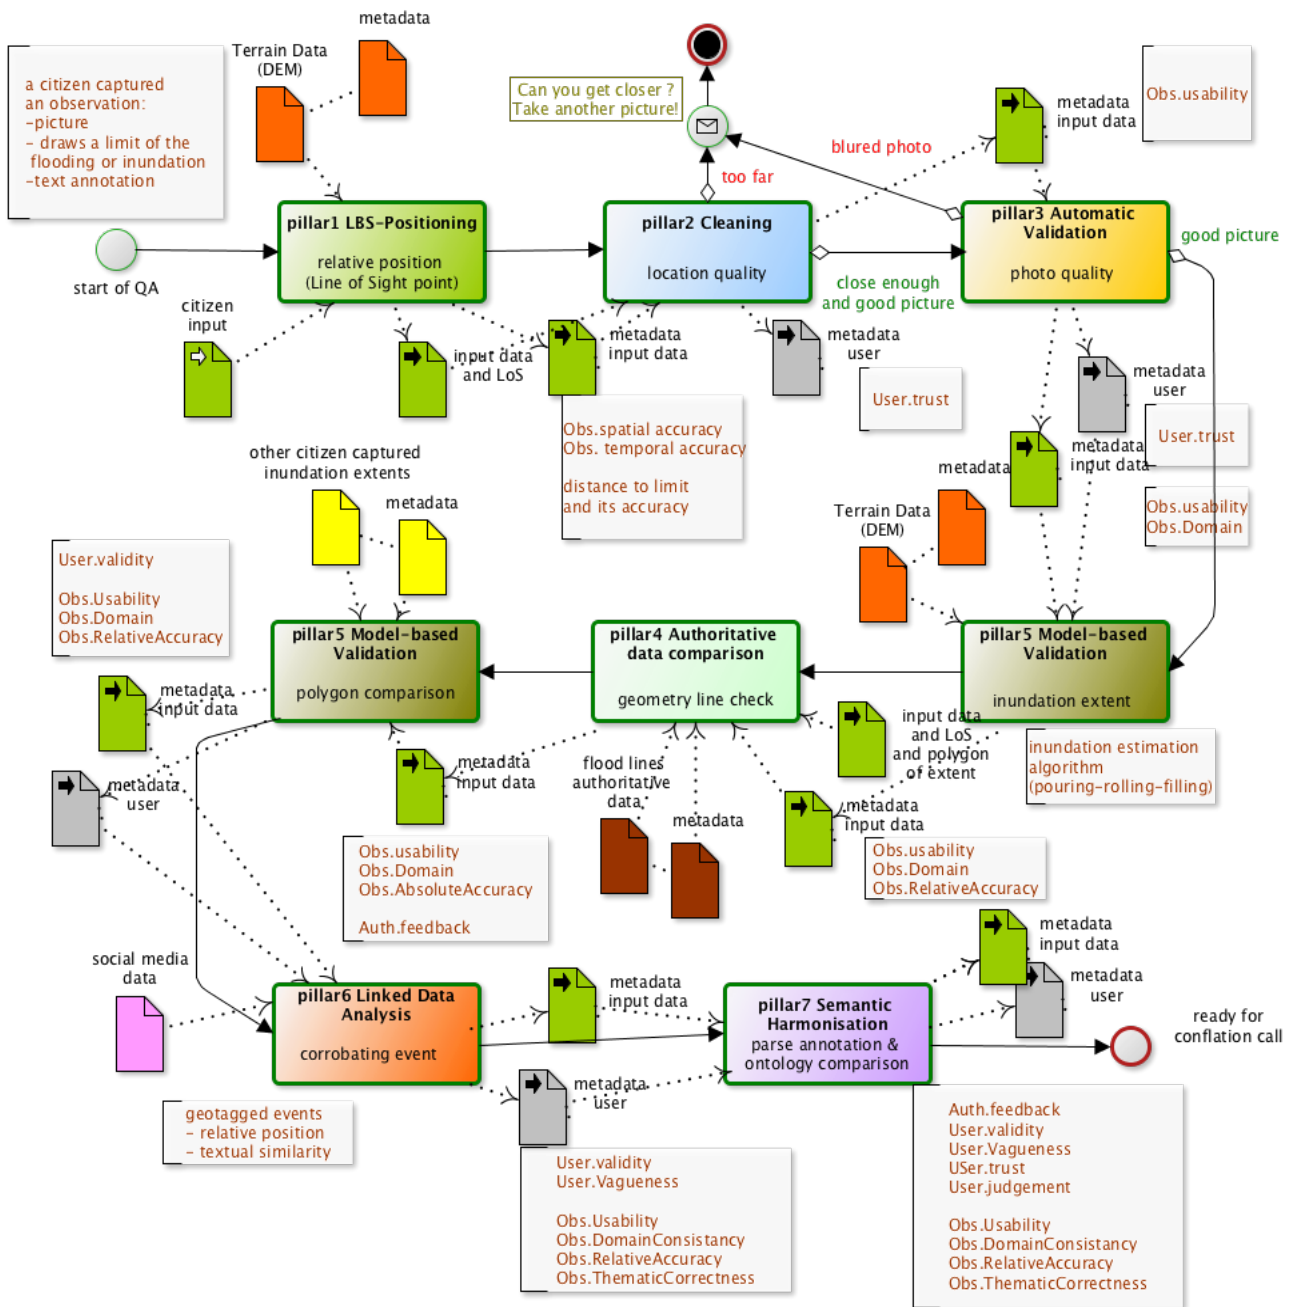 metadata
Terrain Data
(DEM)
a citizen captured
an observation:
-picture
- draws a limit of the
flooding or inundation
-text annotation
Can you get closer ?
Take another picture!
metadata
input data
Obs.usability
blured photo
too far
pillar1 LBS-Positioning
relative position
(Line of Sight point)
pillar2 Cleaning
location quality
pillar3 Automatic
Validation
photo quality
good picture
start of QA
close enough
and good picture
citizen
input
input data
and LoS
metadata
input data
metadata
user
User.trust
metadata
user
User.trust
Obs.spatial accuracy
Obs. temporal accuracy
distance to limit
and its accuracy
other citizen captured
inundation extents
metadata
metadata
metadata
input data
Terrain Data
(DEM)
Obs.usability
Obs.Domain
User.validity
Obs.Usability
Obs.Domain
Obs.RelativeAccuracy
pillar5 Model-based
Validation
polygon comparison
pillar4 Authoritative
data comparison
geometry line check
pillar5 Model-based
Validation
inundation extent
metadata
input data
metadata
user
metadata
input data
flood lines
authoritative
data
metadata
input data
and LoS
and polygon
of extent
metadata
input data
inundation estimation
algorithm
(pouring-rolling-filling)
Obs.usability
Obs.Domain
Obs.AbsoluteAccuracy
Auth.feedback
Obs.usability
Obs.Domain
Obs.RelativeAccuracy
social media
data
pillar6 Linked Data
Analysis
corrobating event
metadata
input data
pillar7 Semantic
Harmonisation
parse annotation &
ontology comparison
metadata
input data
metadata
user
ready for
conflation call
metadata
user
geotagged events
- relative position
- textual similarity
User.validity
User.Vagueness
Obs.Usability
Obs.DomainConsistancy
Obs.RelativeAccuracy
Obs.ThematicCorrectness
Auth.feedback
User.validity
User.Vagueness
USer.trust
User.judgement
Obs.Usability
Obs.DomainConsistancy
Obs.RelativeAccuracy
Obs.ThematicCorrectness